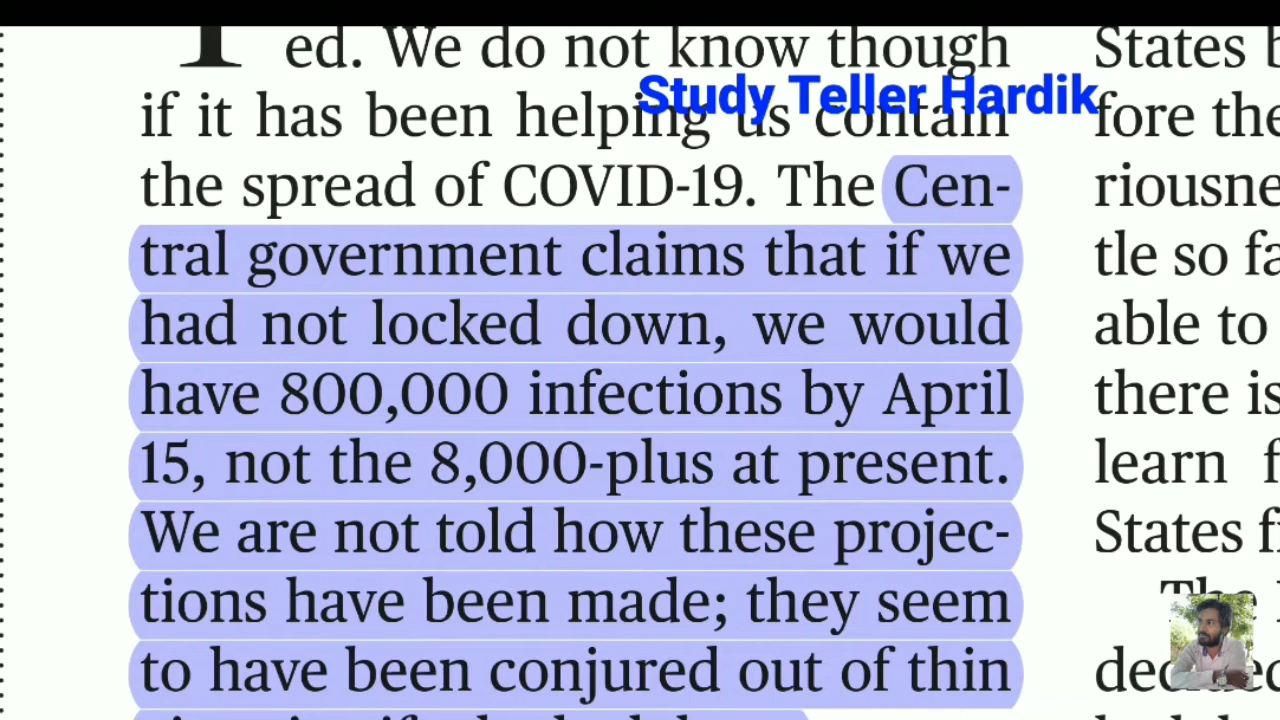 ed. We do not know though
if it has been helping us contain
the spread of COVID-19. The Cen-
tral government claims that if we
had not locked down, we would
have 800,000 infections by April
15, not the 8,000-plus at present.
We are not told how these projec-
tions have been made; they seem
to have been conjured out of thin
Study Teller Hardik
States
fore the
tle so
able to
there is
learn
States
The